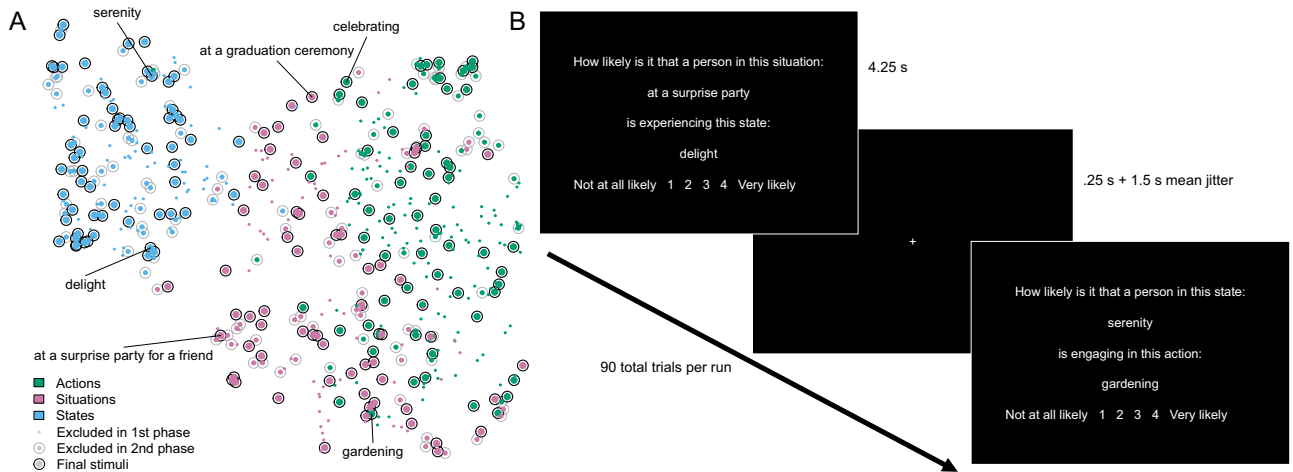 A
serenity
celebrating
at a graduation ceremony
delight
at a surprise party for a friend
gardening
Actions
Situations
States
Excluded in 1st phase
Excluded in 2nd phase
Final stimuli
B
How likely is it that a person in this situation:
at a surprise party
is experiencing this state:
delight
Not at all likely 1 2 3 4 Very likely
4.25 s
+
.25 s + 1.5 s mean jitter
How likely is it that a person in this state:
serenity
is engaging in this action:
gardening
Not at all likely 1 2 3 4 Very likely
90 total trials per run